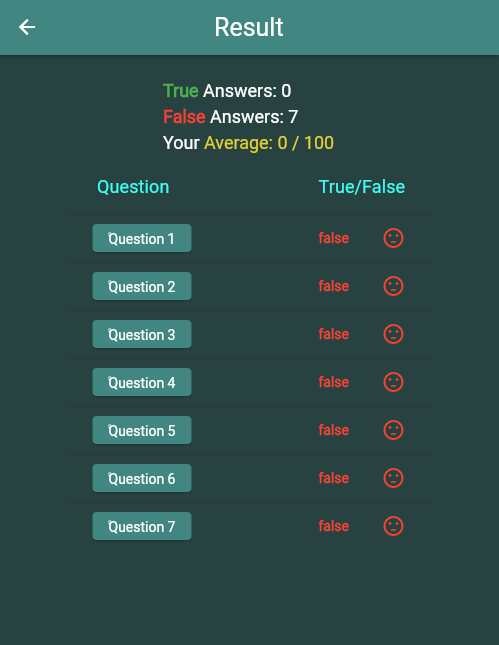 Result
True Answers: 0
False Answers: 7
Your Average: 0 / 100
Question True/False
Question 1 false
Question 2 false
Question 3 false
Question 4 false
Question 5 false
Question 6 false
Question 7 false